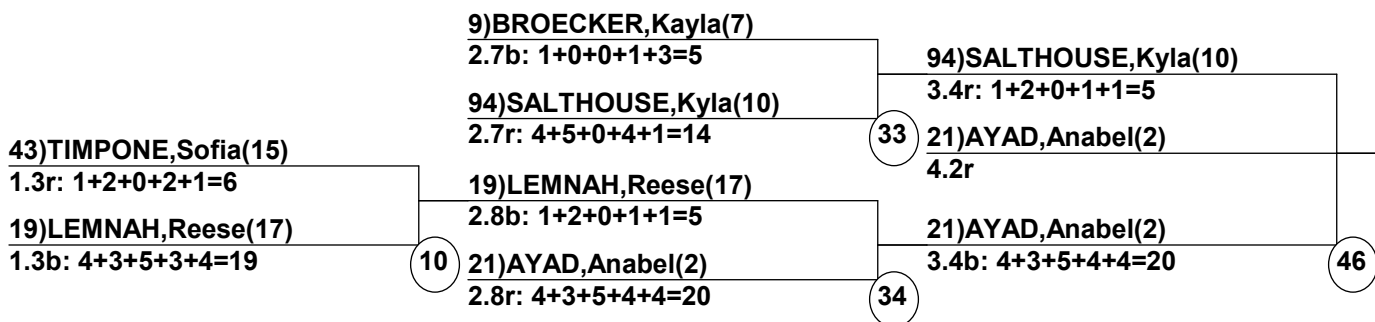 9)BROECKER,Kayla(7)
2.7b: 1+0+0+1+3=5
94)SALTHOUSE,Kyla(10)
3.4r: 1+2+0+1+1=5
94)SALTHOUSE,Kyla(10)
2.7r: 4+5+0+4+1=14
33
21)AYAD,Anabel(2)
4.2r
43)TIMPONE,Sofia(15)
1.3r: 1+2+0+2+1=6
19)LEMNAH,Reese(17)
2.8b: 1+2+0+1+1=5
19)LEMNAH,Reese(17)
1.3b: 4+3+5+3+4=19
10
21)AYAD,Anabel(2)
3.4b: 4+3+5+4+4=20
46
21)AYAD,Anabel(2)
2.8r: 4+3+5+4+4=20
34